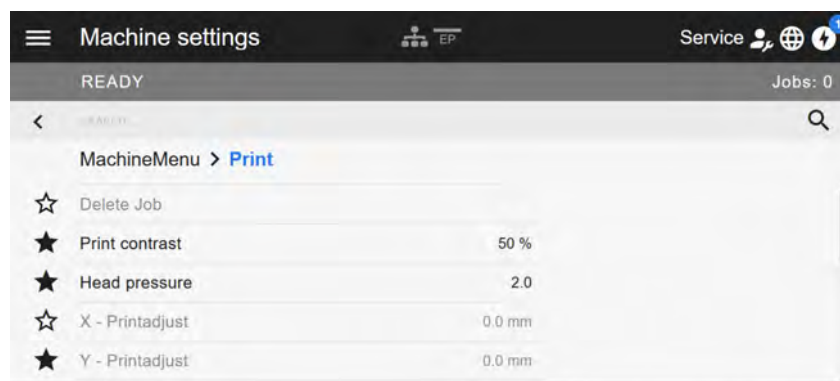 Machine settings EP Service 1
READY Jobs: 0
MachineMenu > Print
Delete Job
Print contrast 50 %
Head pressure 2.0
X - Printadjust 0.0 mm
Y - Printadjust 0.0 mm